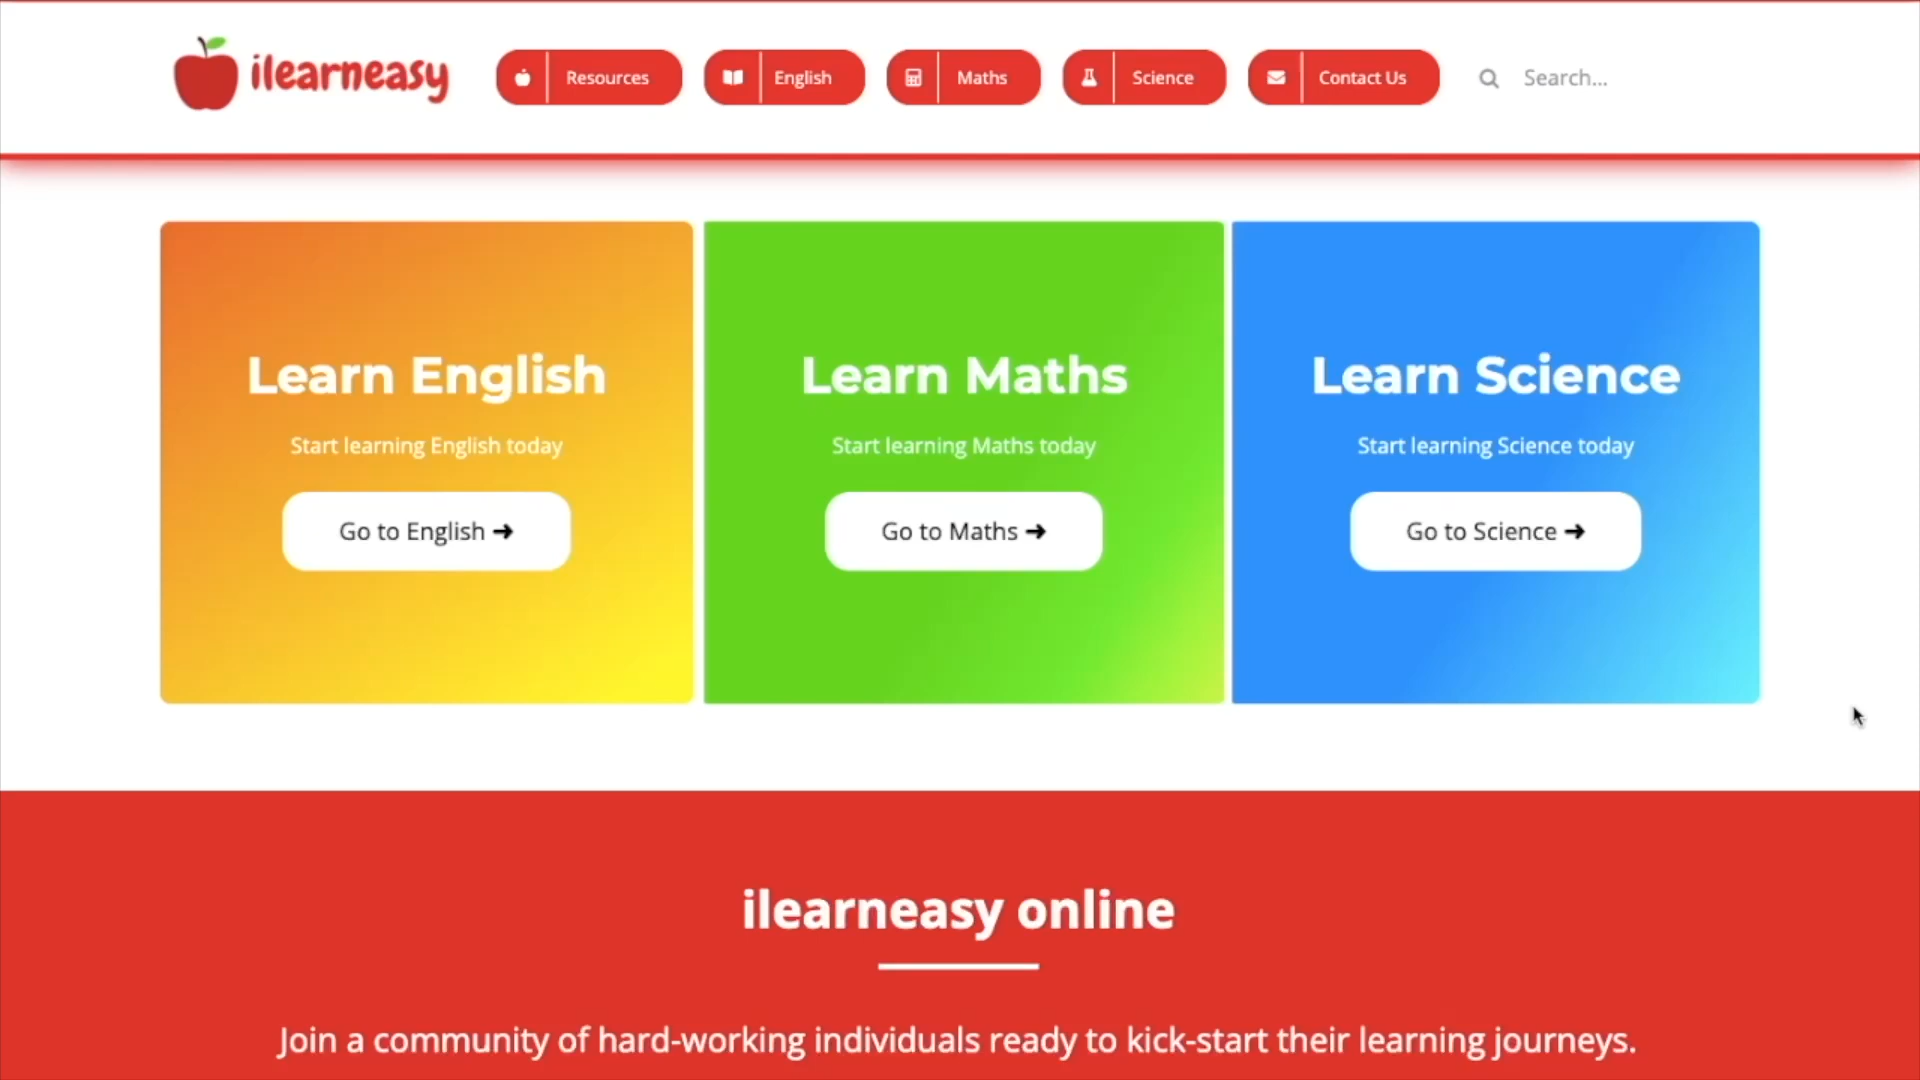 ilearneasy
Resources
English
Maths
Science
Contact Us
Search...
Learn English
Start learning English today
Go to English ➜
Learn Maths
Start learning Maths today
Go to Maths ➜
Learn Science
Start learning Science today
Go to Science ➜
ilearneasy online
Join a community of hard-working individuals ready to kick-start their learning journeys.